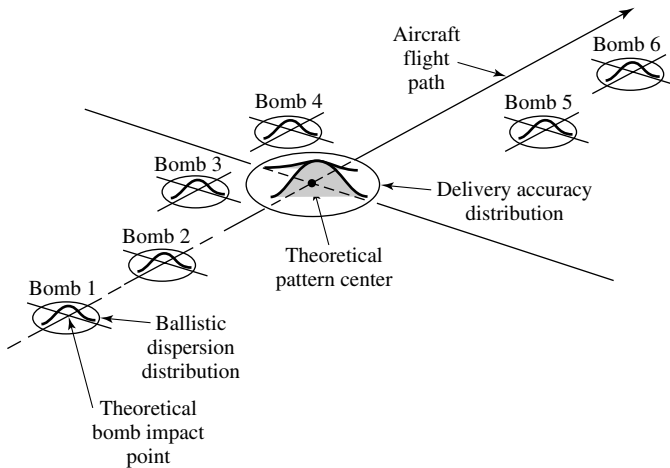 Aircraft
flight
path
Bomb 6
Bomb 4
Bomb 5
Bomb 3
Delivery accuracy
distribution
Bomb 2
Theoretical
pattern center
Bomb 1
Ballistic
dispersion
distribution
Theoretical
bomb impact
point